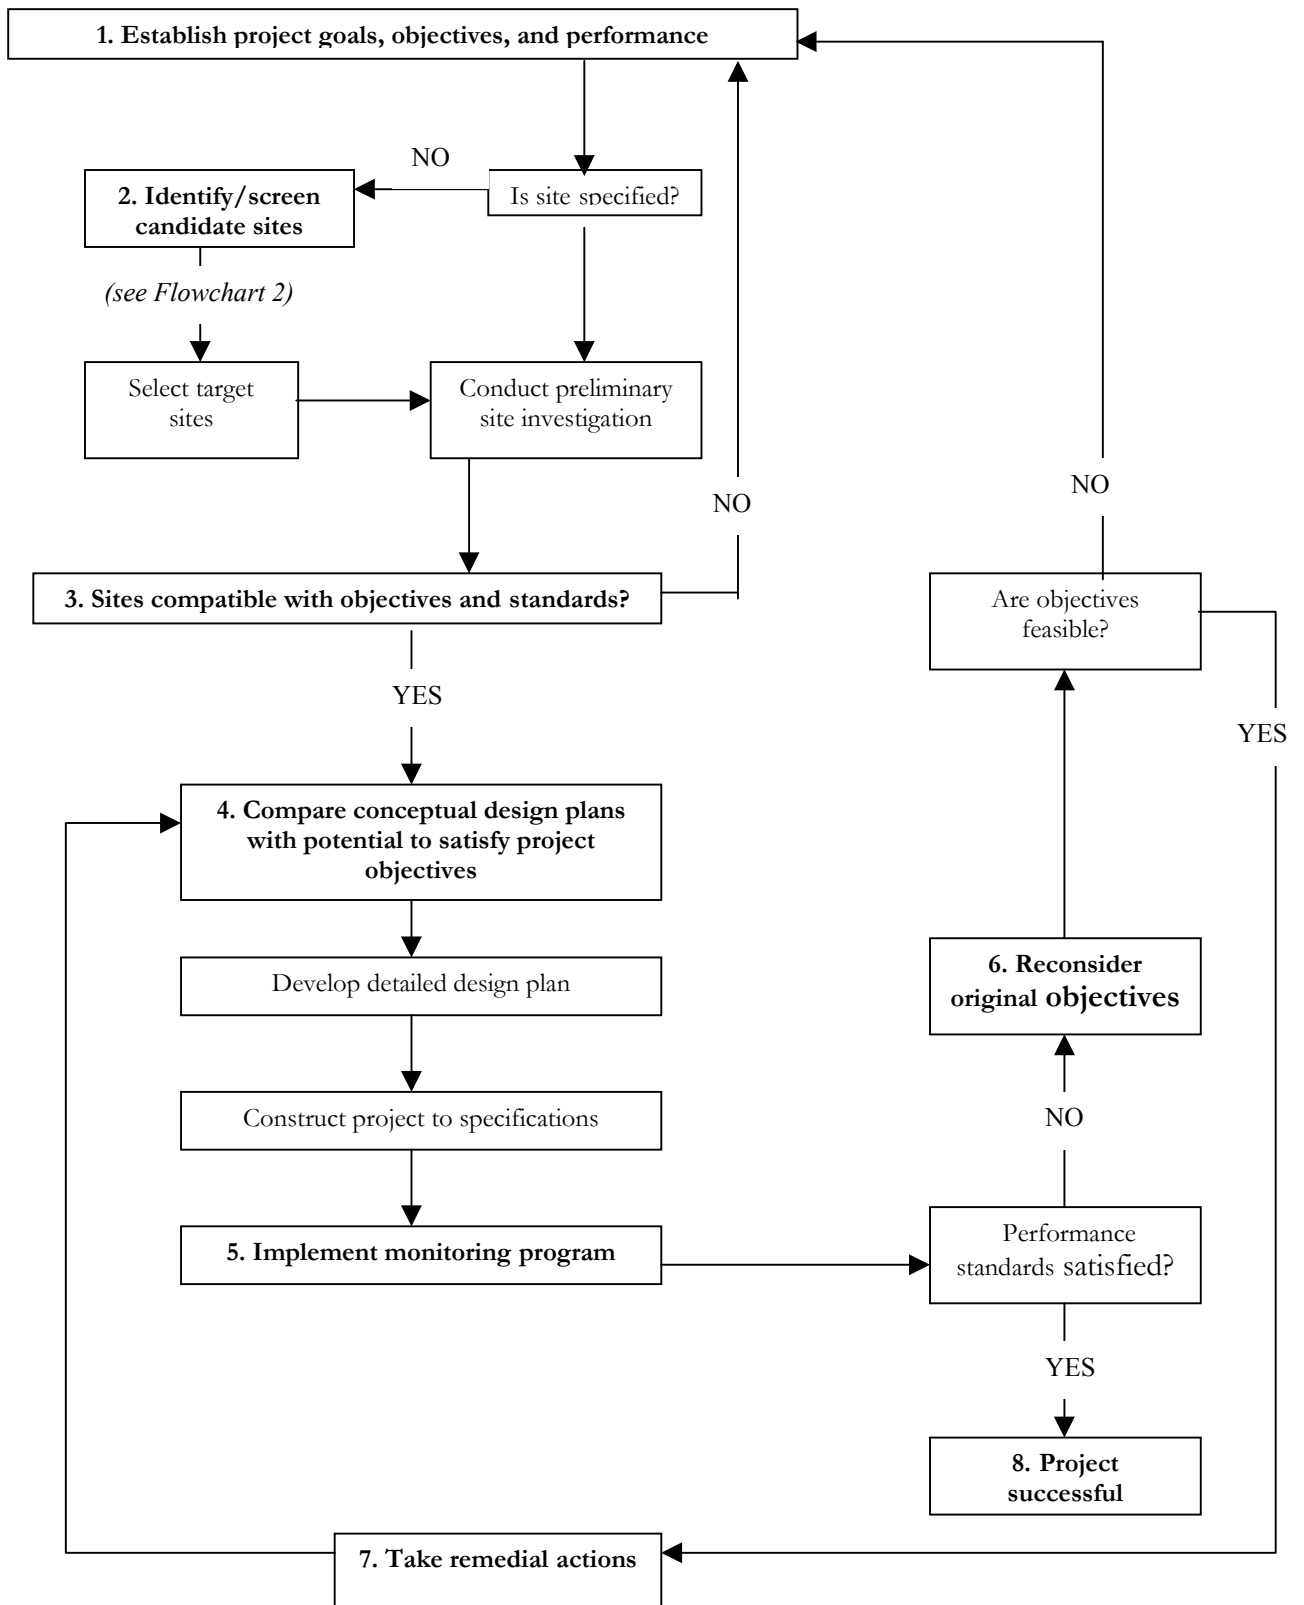 1. Establish project goals, objectives, and performance
NO
Is site specified?
2. Identify/screen
candidate sites
(see Flowchart 2)
Select target
sites
Conduct preliminary
site investigation
NO
NO
3. Sites compatible with objectives and standards?
Are objectives
feasible?
YES
YES
4. Compare conceptual design plans
with potential to satisfy project
objectives
Develop detailed design plan
6. Reconsider
original objectives
Construct project to specifications
NO
5. Implement monitoring program
Performance
standards satisfied?
YES
8. Project
successful
7. Take remedial actions